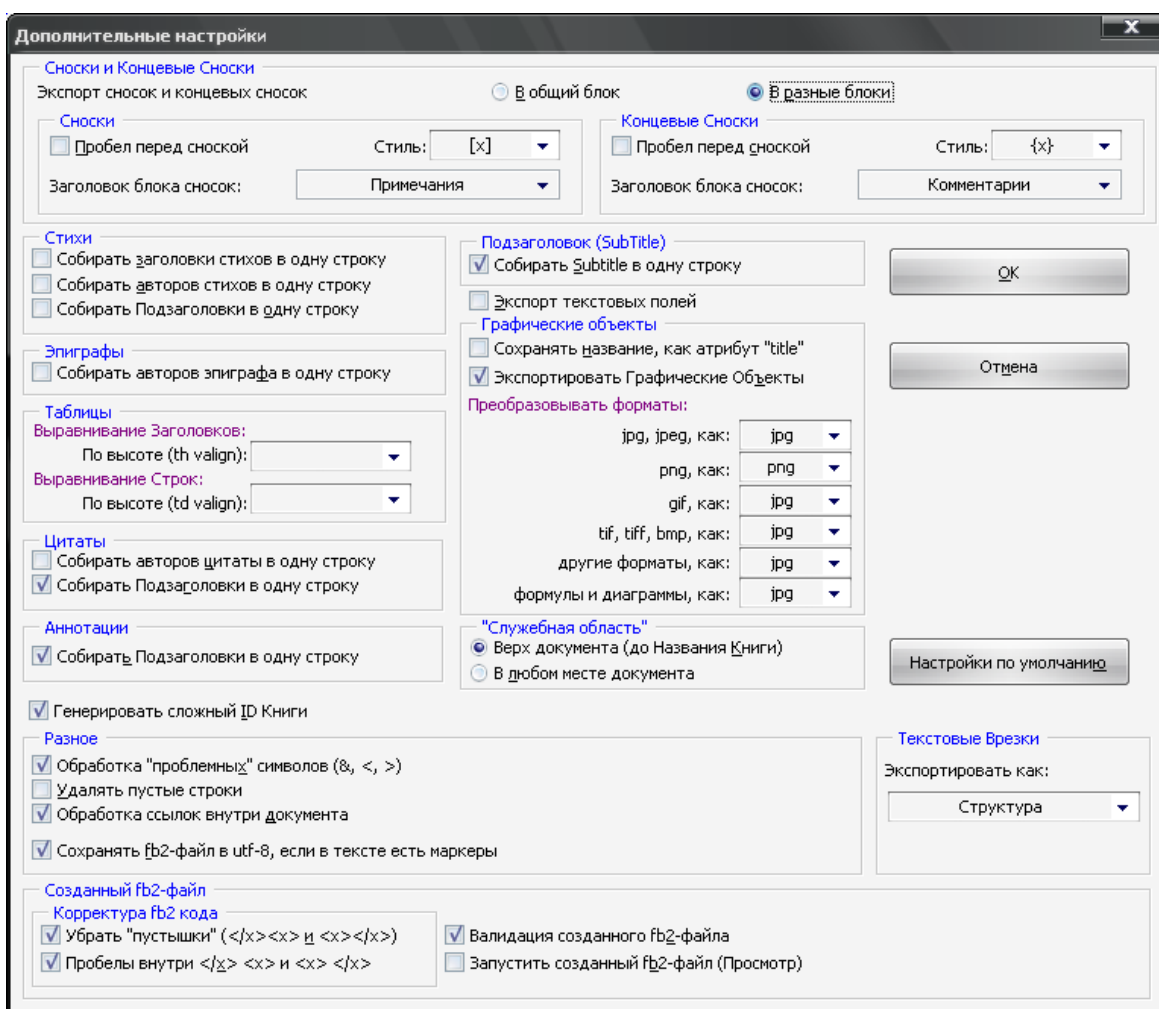 Дополнительные настройки
X
Сноски и Концевые Сноски
Экспорт сносок и концевых сносок
В общий блок
В разные блоки
Сноски
Пробел перед сноской
Стиль:
[x]
Заголовок блока сносок:
Примечания
Концевые Сноски
Пробел перед сноской
Стиль:
{x}
Заголовок блока сносок:
Комментарии
Стихи
Собирать заголовки стихов в одну строку
Собирать авторов стихов в одну строку
Собирать Подзаголовки в одну строку
Эпиграфы
Собирать авторов эпиграфа в одну строку
Таблицы
Выравнивание Заголовков:
По высоте (th valign):
Выравнивание Строк:
По высоте (td valign):
Цитаты
Собирать авторов цитаты в одну строку
Собирать Подзаголовки в одну строку
Аннотации
Собирать Подзаголовки в одну строку
Подзаголовок (SubTitle)
Собирать Subtitle в одну строку
Экспорт текстовых полей
Графические объекты
Сохранять название, как атрибут "title"
Экспортировать Графические Объекты
Преобразовывать форматы:
jpg, jpeg, как: jpg
png, как: png
gif, как: jpg
tif, tiff, bmp, как: jpg
другие форматы, как: jpg
формулы и диаграммы, как: jpg
"Служебная область"
Верх документа (до Названия Книги)
В любом месте документа
OK
Отмена
Настройки по умолчанию
Генерировать сложный ID Книги
Разное
Обработка "проблемных" символов (&, <, >)
Удалять пустые строки
Обработка ссылок внутри документа
Сохранять fb2-файл в utf-8, если в тексте есть маркеры
Текстовые Врезки
Экспортировать как:
Структура
Созданный fb2-файл
Корректура fb2 кода
Убрать "пустышки" (</x><x> и <x></x>)
Пробелы внутри </x> <x> и <x> </x>
Валидация созданного fb2-файла
Запустить созданный fb2-файл (Просмотр)